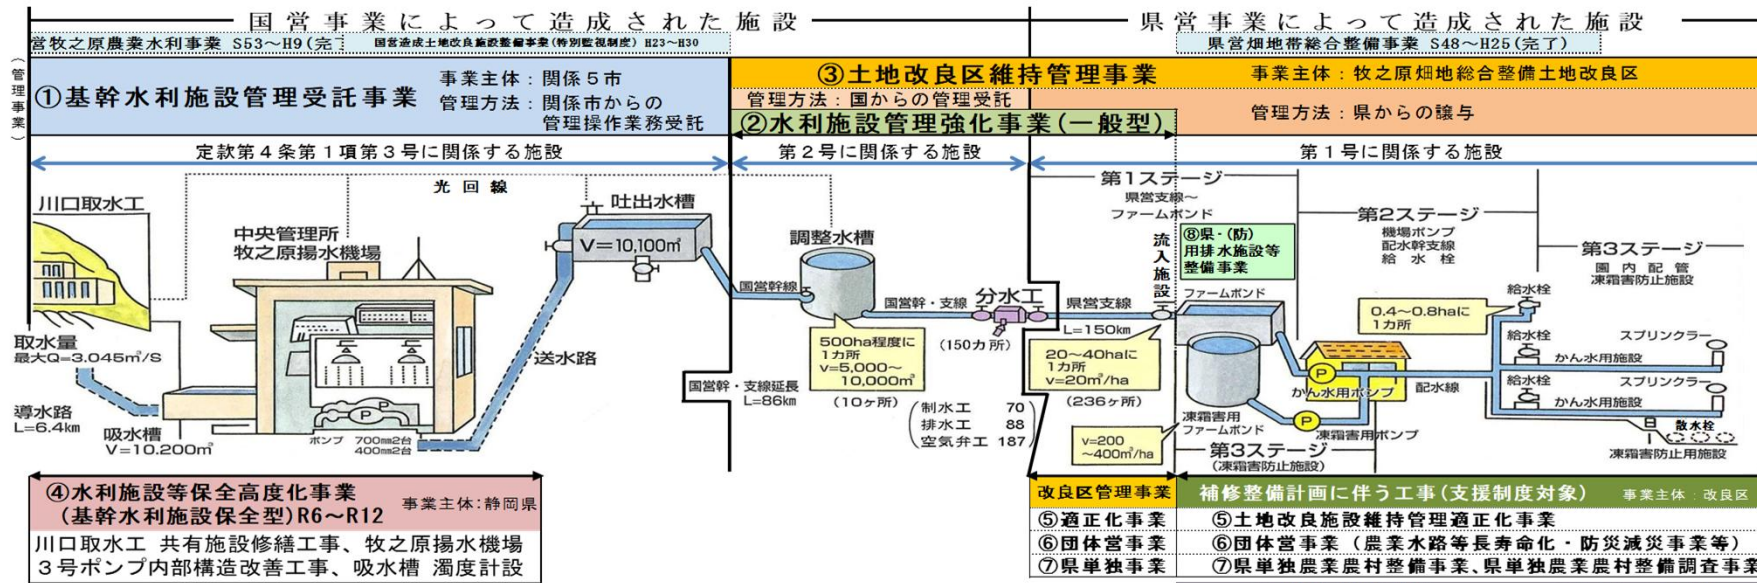 国営事業によって造成された施設
県営事業によって造成された施設
営牧之原農業水利事業 S53～H9(完了
国営造成土地改良施設整備事業(特別監視制度) H23～H30
県営畑地帯総合整備事業 S48～H25(完了)
(管理事業)
①基幹水利施設管理受託事業
事業主体：関係５市
管理方法：関係市からの
管理操作業務受託
③土地改良区維持管理事業
事業主体：牧之原畑地総合整備土地改良区
管理方法：国からの管理受託
②水利施設管理強化事業(一般型)
管理方法：県からの譲与
定款第４条第１項第３号に関係する施設
第２号に関係する施設
第１号に関係する施設
光回線
川口取水工
中央管理所
牧之原揚水機場
吐出水槽
V＝10,100㎥
調整水槽
国営幹線
国営幹・支線
分水工
(150カ所)
500ha程度に
1カ所
V=5,000～
10,000㎥
(10ヶ所)
取水量
最大Q=3.045㎥/S
導水路
L=6.4km
吸水槽
V＝10.200㎥
ポンプ 700mm2台
400mm2台
送水路
国営幹・支線延長
L=86km
制水工 70
排水工 88
空気弁工 187
第１ステージ
県営支線～
ファームポンド
流入施設
⑧県・(防)
用排水施設等
整備事業
県営支線
L=150km
20～40haに
1カ所
V=20㎥/ha
(236ヶ所)
V=200
～400㎥/ha
ファームポンド
凍霜害用
ファームポンド
第２ステージ
機場ポンプ
配水幹支線
給水栓
第３ステージ
園内配管
凍霜害防止施設
0.4～0.8haに
1カ所
給水栓
給水栓
スプリンクラー
かん水用施設
P
かん水用ポンプ
配水線
給水栓
スプリンクラー
かん水用施設
P
凍霜害用ポンプ
散水栓
凍霜害防止用施設
第３ステージ
(凍霜害防止施設)
P
P
④水利施設等保全高度化事業
(基幹水利施設保全型)R6～R12
事業主体:静岡県
川口取水工 共有施設修繕工事、牧之原揚水機場
３号ポンプ内部構造改善工事、吸水槽 濁度計設
改良区管理事業
補修整備計画に伴う工事(支援制度対象)
事業主体：改良区
⑤適正化事業
⑤土地改良施設維持管理適正化事業
⑥団体営事業
⑥団体営事業（農業水路等長寿命化・防災減災事業等）
⑦県単独事業
⑦県単独農業農村整備事業、県単独農業農村整備調査事業